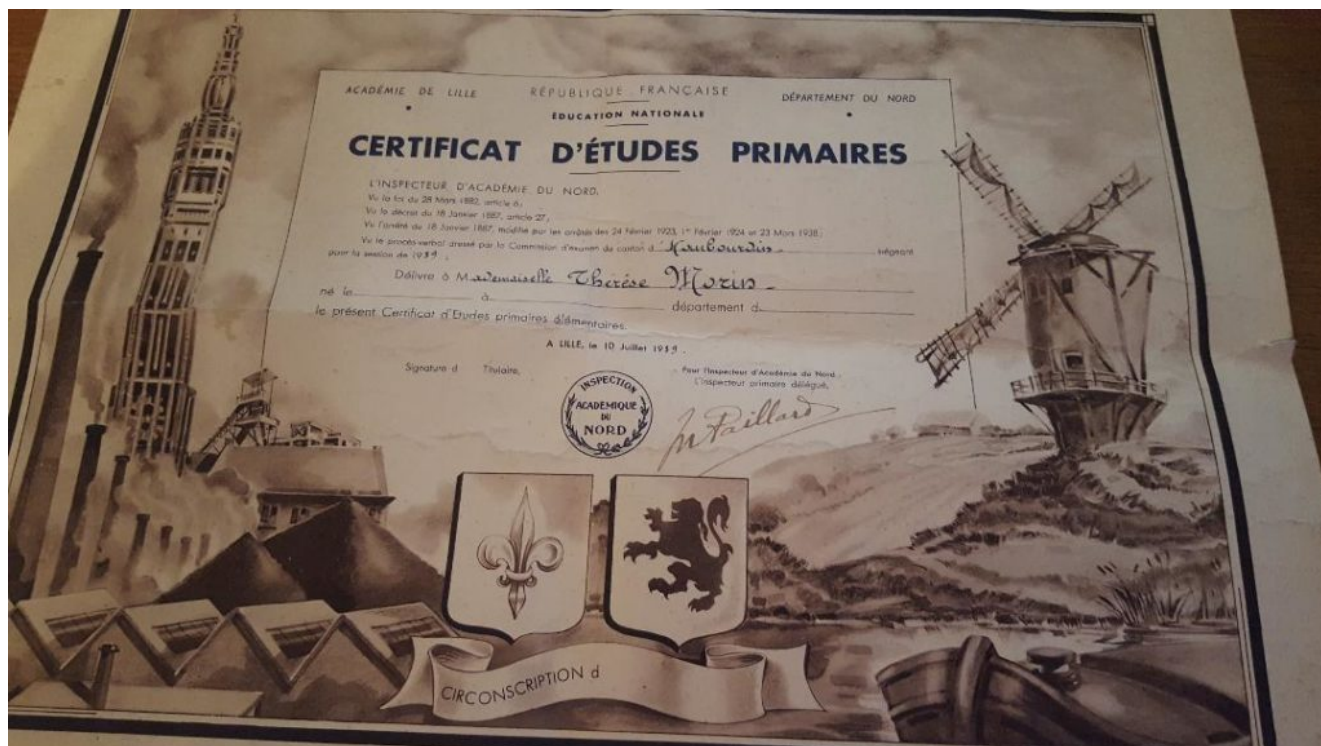 ACADÉMIE DE LILLE RÉPUBLIQUE FRANÇAISE DÉPARTEMENT DU NORD
ÉDUCATION NATIONALE
CERTIFICAT D'ÉTUDES PRIMAIRES
L'INSPECTEUR D'ACADÉMIE DU NORD,
Vu la loi du 28 Mars 1882, article 6,
Vu le décret du 18 Janvier 1887, article 27,
Vu l'arrêté du 18 Janvier 1887, modifié par les arrêtés des 24 Février 1923, 1er Février 1924 et 23 Mars 1938,
Vu le procès-verbal dressé par la Commission d'examen du canton d'Haubourdin siégeant
pour la session de 1939,
Délivre à Mademoiselle Thérèse Morin
né le à département d
le présent Certificat d'Etudes primaires élémentaires.
A LILLE, le 10 Juillet 1939.
Signature d Titulaire,
Pour l'Inspecteur d'Académie du Nord,
L'inspecteur primaire délégué,
INSPECTION
ACADÉMIQUE
DU
NORD
Paillard
CIRCONSCRIPTION d